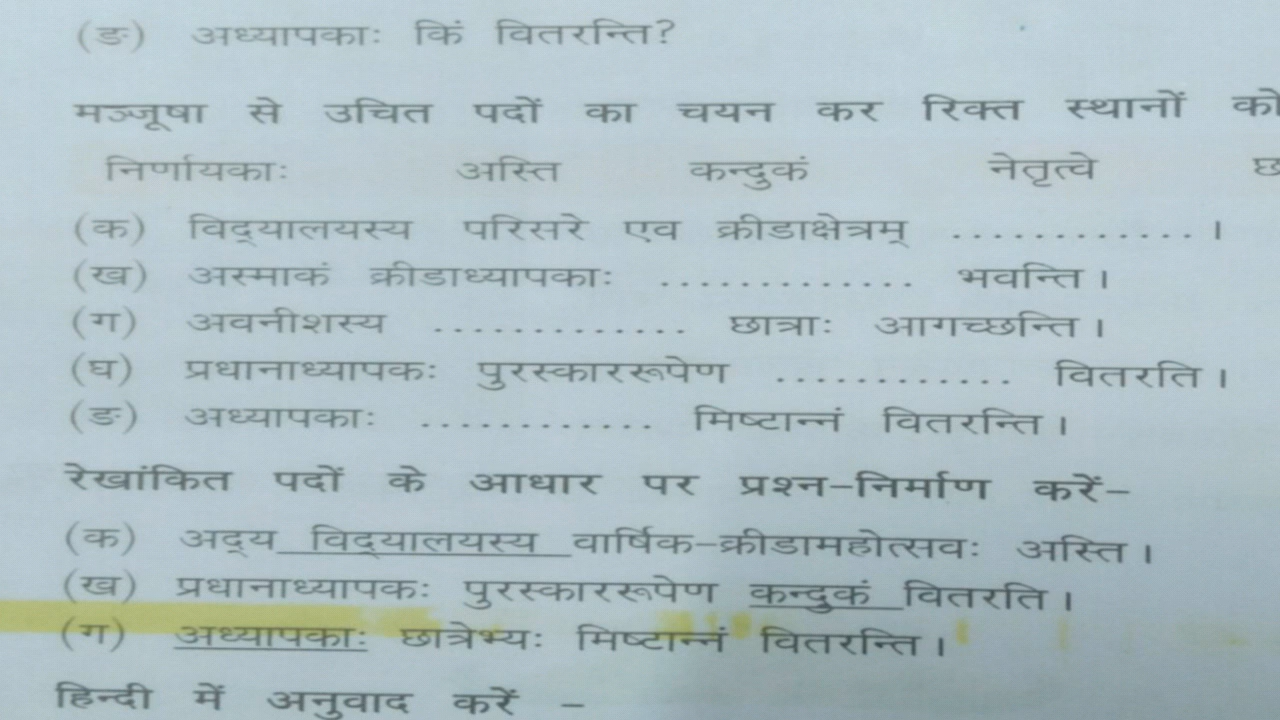 (ङ) अध्यापकाः किं वितरन्ति?
मञ्जूषा से उचित पदों का चयन कर रिक्त स्थानों को
निर्णायकाः अस्ति कन्दुकं नेतृत्वे छ
(क) विद्यालयस्य परिसरे एव क्रीडाक्षेत्रम् ............. ।
(ख) अस्माकं क्रीडाध्यापकाः ............. भवन्ति।
(ग) अवनीशस्य ............. छात्राः आगच्छन्ति।
(घ) प्रधानाध्यापकः पुरस्काररूपेण ............ वितरति।
(ङ) अध्यापकाः ............ मिष्टान्नं वितरन्ति।
रेखांकित पदों के आधार पर प्रश्न-निर्माण करें-
(क) अद्य विद्यालयस्य वार्षिक-क्रीडामहोत्सवः अस्ति।
(ख) प्रधानाध्यापकः पुरस्काररूपेण कन्दुकं वितरति।
(ग) अध्यापकाः छात्रेभ्यः मिष्टान्नं वितरन्ति।
हिन्दी में अनुवाद करें -